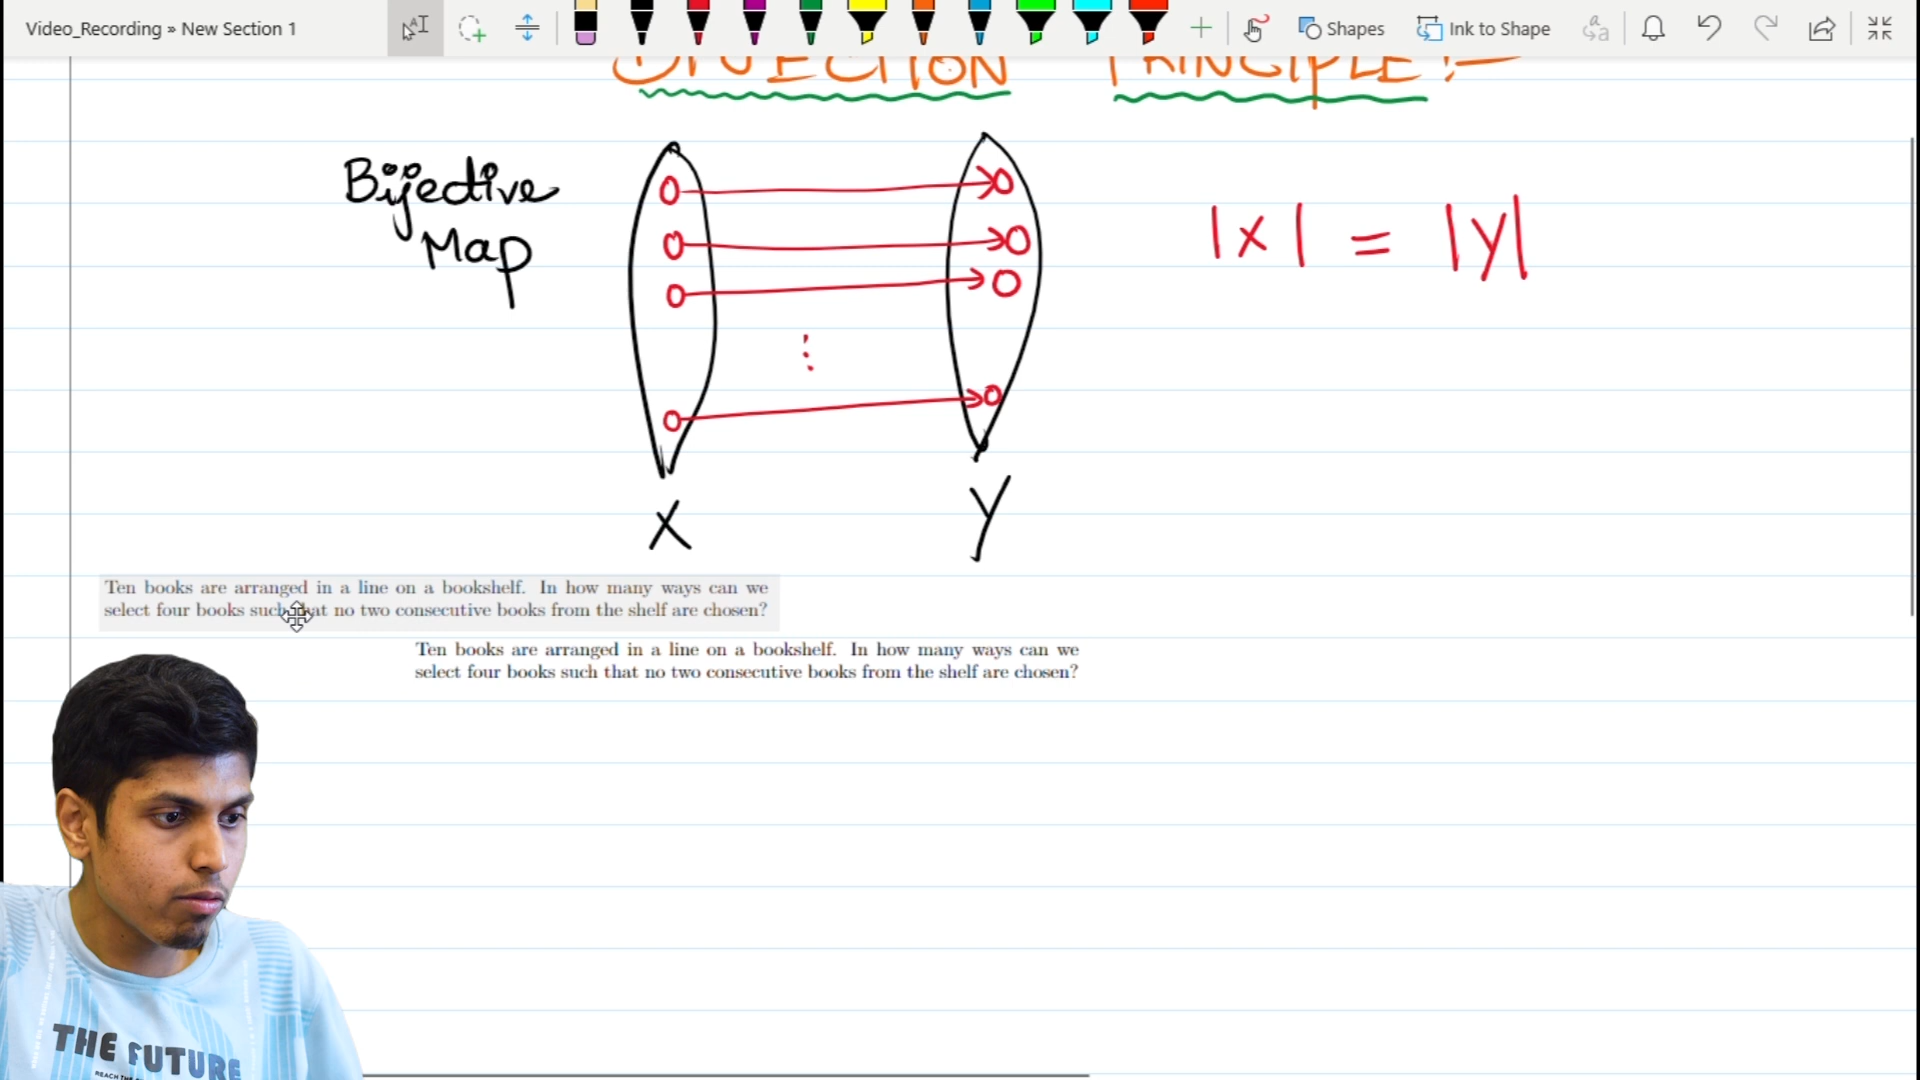 Video_Recording » New Section 1
Shapes
Ink to Shape
BIJECTION PRINCIPLE:-
Bijective
Map
|X| = |Y|
X
Y
Ten books are arranged in a line on a bookshelf. In how many ways can we
select four books such that no two consecutive books from the shelf are chosen?
Ten books are arranged in a line on a bookshelf. In how many ways can we
select four books such that no two consecutive books from the shelf are chosen?
THE FUTURE